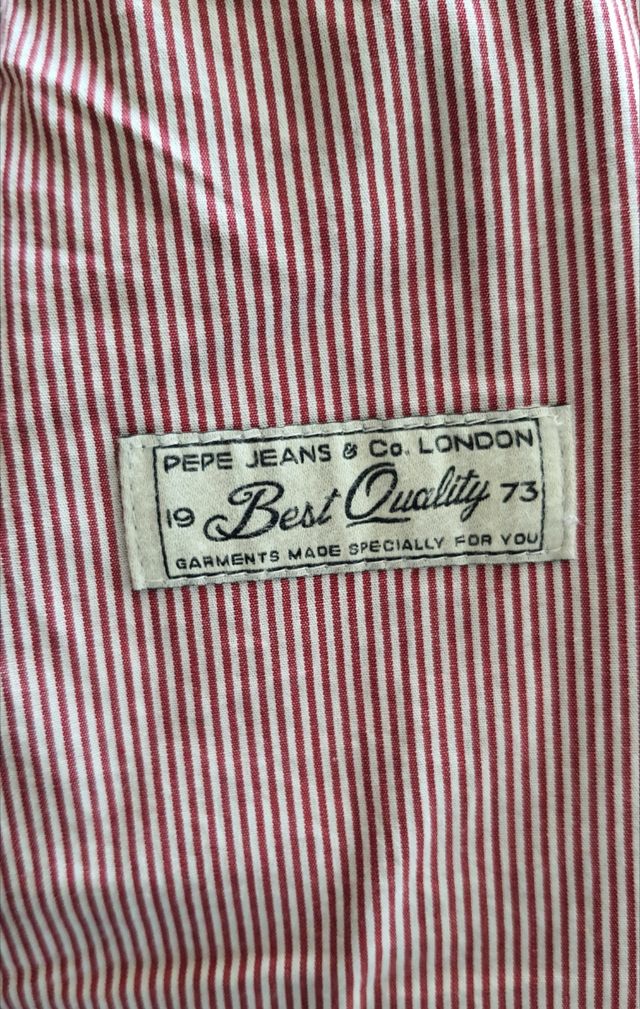 PEPE JEANS & Co. LONDON
19 Best Quality 73
GARMENTS MADE SPECIALLY FOR YOU